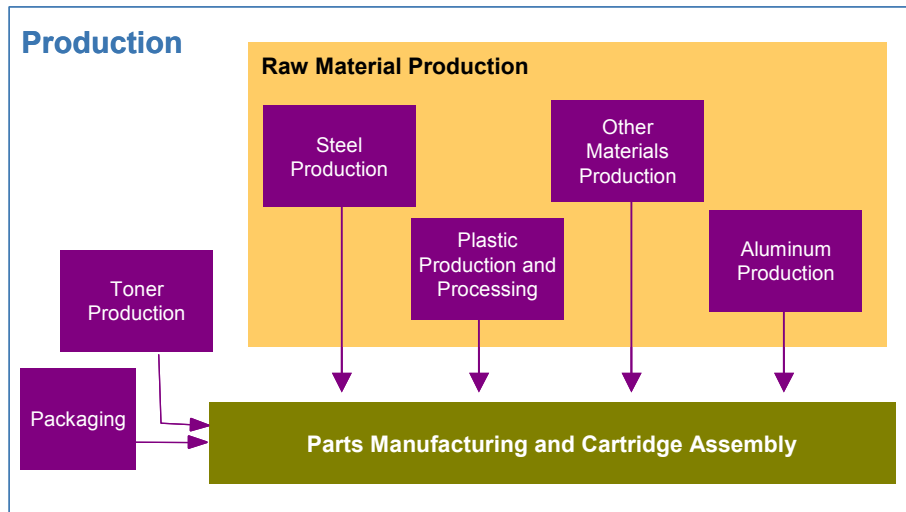 Production
Raw Material Production
Steel
Production
Other
Materials
Production
Plastic
Production and
Processing
Aluminum
Production
Toner
Production
Packaging
Parts Manufacturing and Cartridge Assembly